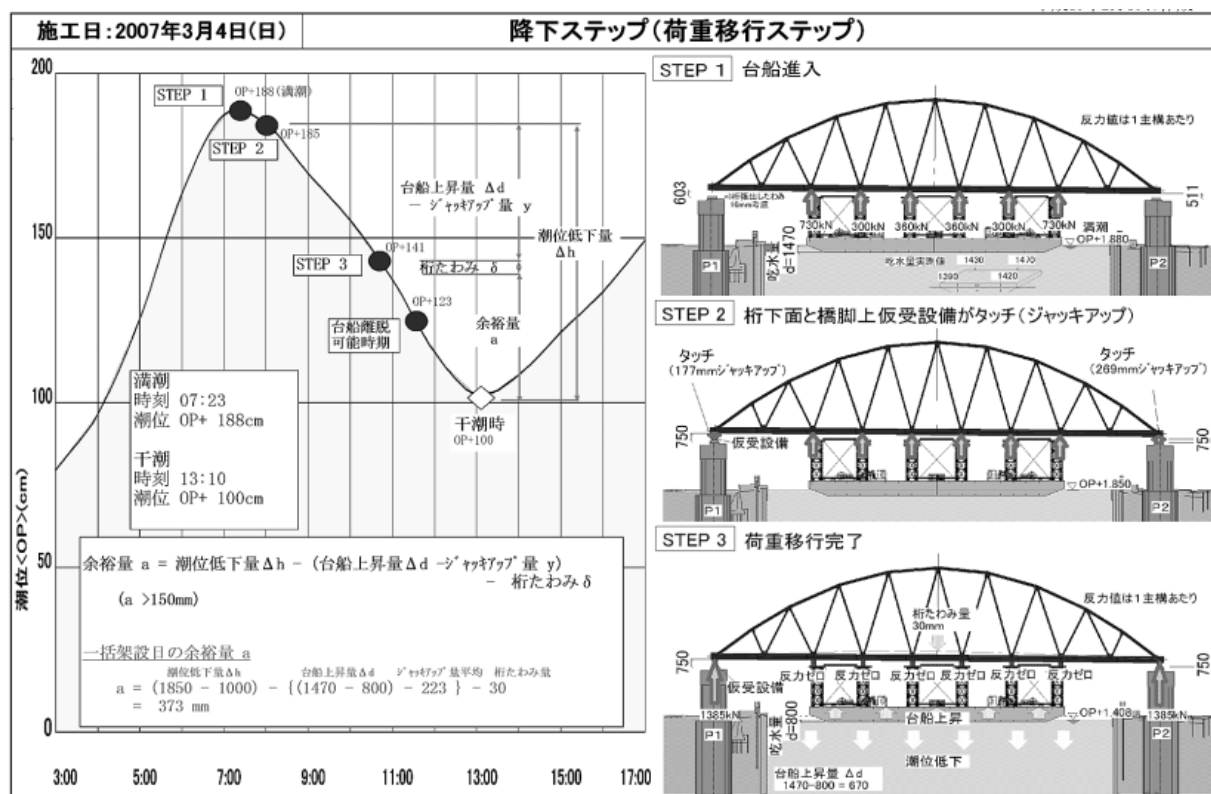 施工日:2007年3月4日(日)
降下ステップ(荷重移行ステップ)
潮位<OP>(cm)
200
150
100
50
0
3:00
5:00
7:00
9:00
11:00
13:00
15:00
17:00
STEP 1
OP+188(満潮)
STEP 2
OP+185
台船上昇量 Δd
－ ジャッキアップ量 y
潮位低下量
Δh
OP+141
STEP 3
桁たわみ δ
OP+123
台船離脱
可能時期
余裕量
a
干潮時
OP+100
満潮
時刻 07:23
潮位 OP+ 188cm
干潮
時刻 13:10
潮位 OP+ 100cm
余裕量 a = 潮位低下量Δh - (台船上昇量Δd -ジャッキアップ量 y)
－ 桁たわみδ
(a >150mm)
一括架設日の余裕量 a
潮位低下量Δh 台船上昇量Δd ジャッキアップ量平均 桁たわみ量
a = (1850 - 1000) - {(1470 - 800) - 223 } - 30
= 373 mm
STEP 1 台船進入
反力値は1主構あたり
603
511
730kN 300kN 360kN 360kN 300kN 730kN
満潮
OP+1.880
P1
P2
吃水量
d=1470
吃水量実測値
1430
1470
1390
1420
STEP 2 桁下面と橋脚上仮受設備がタッチ(ジャッキアップ)
タッチ
(177mmジャッキアップ)
タッチ
(269mmジャッキアップ)
750
750
仮受設備
OP+1.850
P1
P2
STEP 3 荷重移行完了
桁たわみ量
30mm
反力値は1主構あたり
750
750
反力ゼロ 反力ゼロ 反力ゼロ 反力ゼロ 反力ゼロ 反力ゼロ
仮受設備
1385kN
台船上昇
OP+1.408
1385kN
P1
P2
吃水量
d=800
潮位低下
台船上昇量 Δd
1470-800 = 670